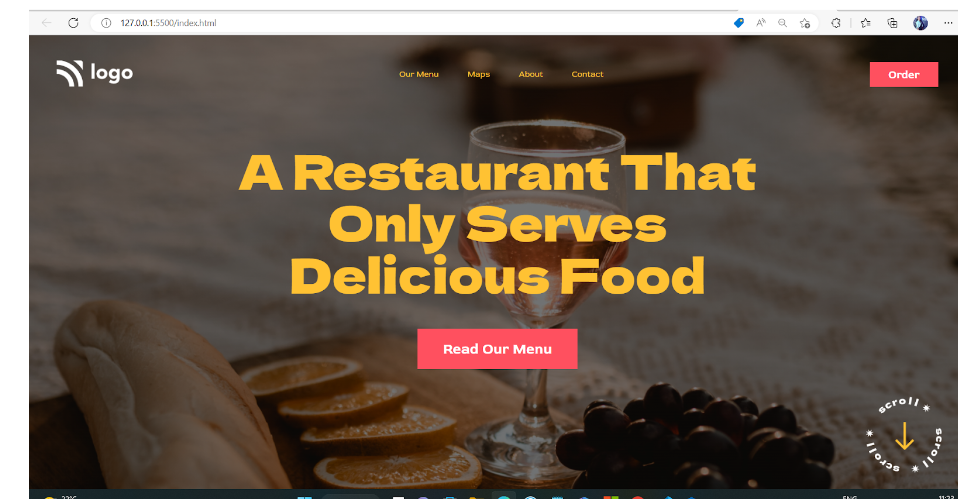 127.0.0.1:5500/index.html
logo
Our Menu Maps About Contact
Order
A Restaurant That
Only Serves
Delicious Food
Read Our Menu
scroll * scroll * scroll *
ENG